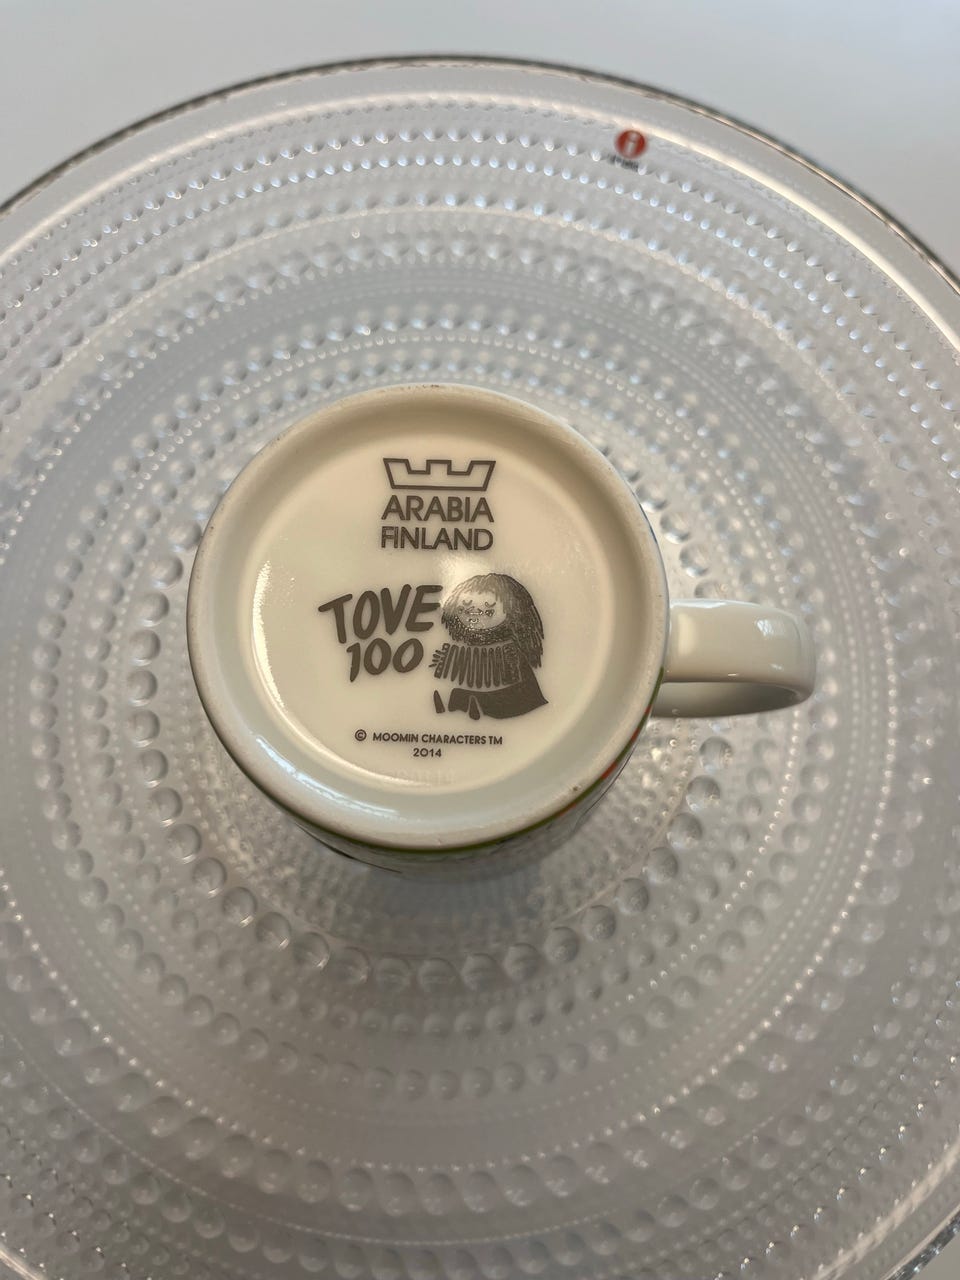 i
ARABIA
FINLAND
TOVE
100
© MOOMIN CHARACTERS TM
2014